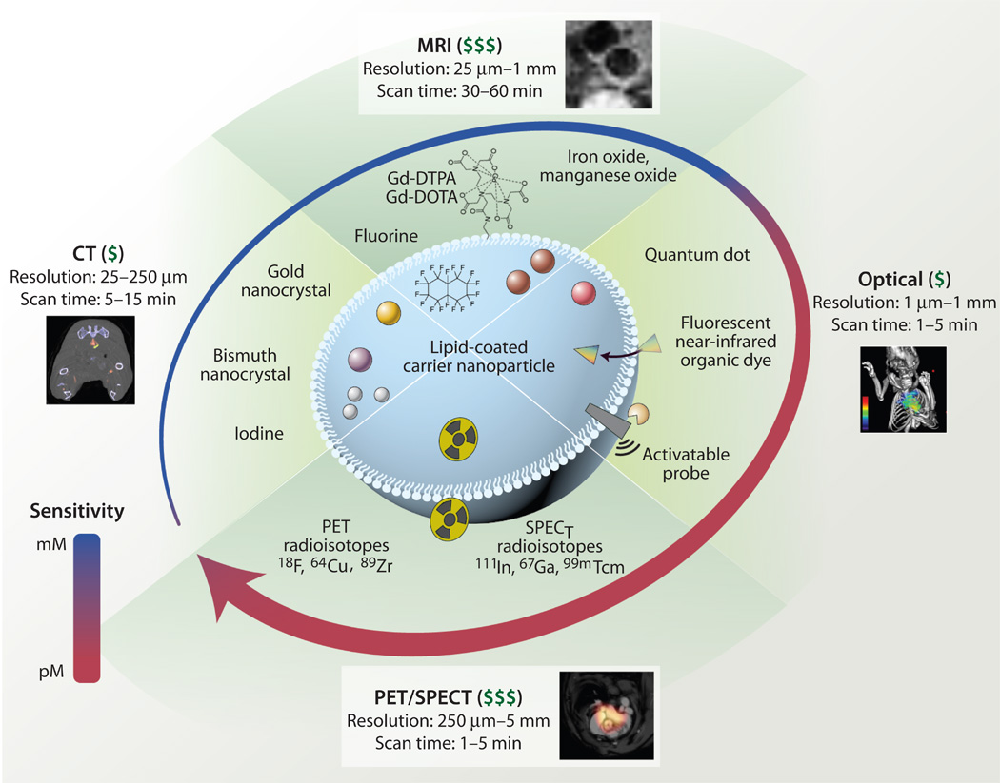 MRI ($$$)
Resolution: 25 μm–1 mm
Scan time: 30–60 min
Iron oxide,
manganese oxide
Gd-DTPA
Gd-DOTA
Fluorine
CT ($)
Resolution: 25–250 μm
Scan time: 5–15 min
Gold
nanocrystal
Bismuth
nanocrystal
Iodine
Lipid-coated
carrier nanoparticle
Quantum dot
Fluorescent
near-infrared
organic dye
Activatable
probe
Optical ($)
Resolution: 1 μm–1 mm
Scan time: 1–5 min
Sensitivity
mM
pM
PET
radioisotopes
¹⁸F, ⁶⁴Cu, ⁸⁹Zr
SPECT
radioisotopes
¹¹¹In, ⁶⁷Ga, ⁹⁹ᵐTcm
PET/SPECT ($$$)
Resolution: 250 μm–5 mm
Scan time: 1–5 min